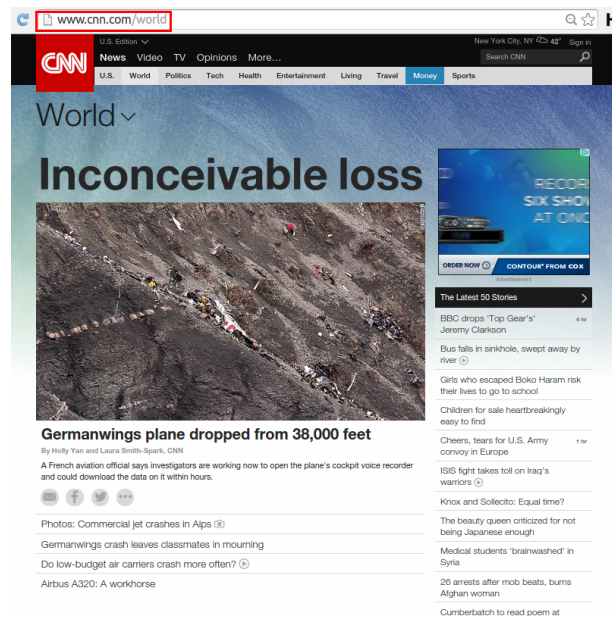 www.cnn.com/world
H
U.S. Edition
New York City, NY 42° Sign in
CNN
News Video TV Opinions More...
Search CNN
U.S. World Politics Tech Health Entertainment Living Travel Money Sports
World
Inconceivable loss
RECOR
SIX SHOW
AT ONC
ORDER NOW
CONTOUR® FROM COX
Advertisement
Germanwings plane dropped from 38,000 feet
By Holly Yan and Laura Smith-Spark, CNN
A French aviation official says investigators are working now to open the plane's cockpit voice recorder
and could download the data on it within hours.
Photos: Commercial jet crashes in Alps
Germanwings crash leaves classmates in mourning
Do low-budget air carriers crash more often?
Airbus A320: A workhorse
The Latest 50 Stories
BBC drops 'Top Gear's' 4 hr
Jeremy Clarkson
Bus falls in sinkhole, swept away by
river
Girls who escaped Boko Haram risk
their lives to go to school
Children for sale heartbreakingly
easy to find
Cheers, tears for U.S. Army 1 hr
convoy in Europe
ISIS fight takes toll on Iraq's
warriors
Knox and Sollecito: Equal time?
The beauty queen criticized for not
being Japanese enough
Medical students 'brainwashed' in
Syria
26 arrests after mob beats, burns
Afghan woman
Cumberbatch to read poem at